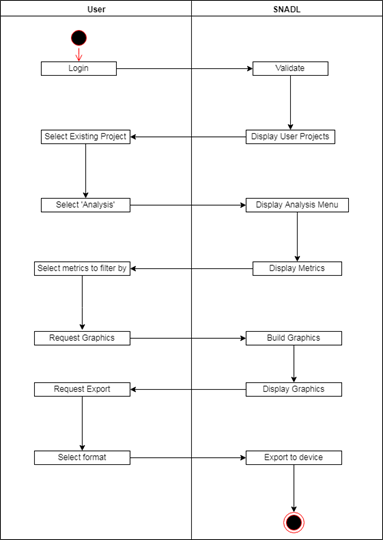 User
SNADL
Login
Validate
Select Existing Project
Display User Projects
Select 'Analysis'
Display Analysis Menu
Select metrics to filter by
Display Metrics
Request Graphics
Build Graphics
Request Export
Display Graphics
Select format
Export to device